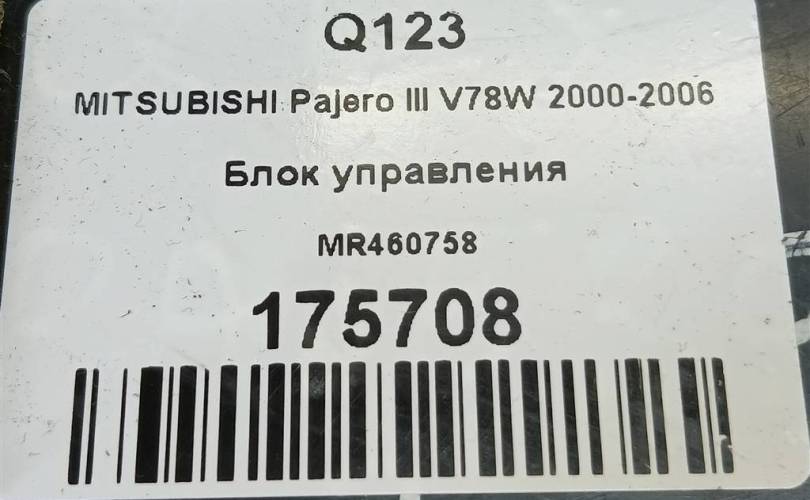 Q123
MITSUBISHI Pajero III V78W 2000-2006
Блок управления
MR460758
175708